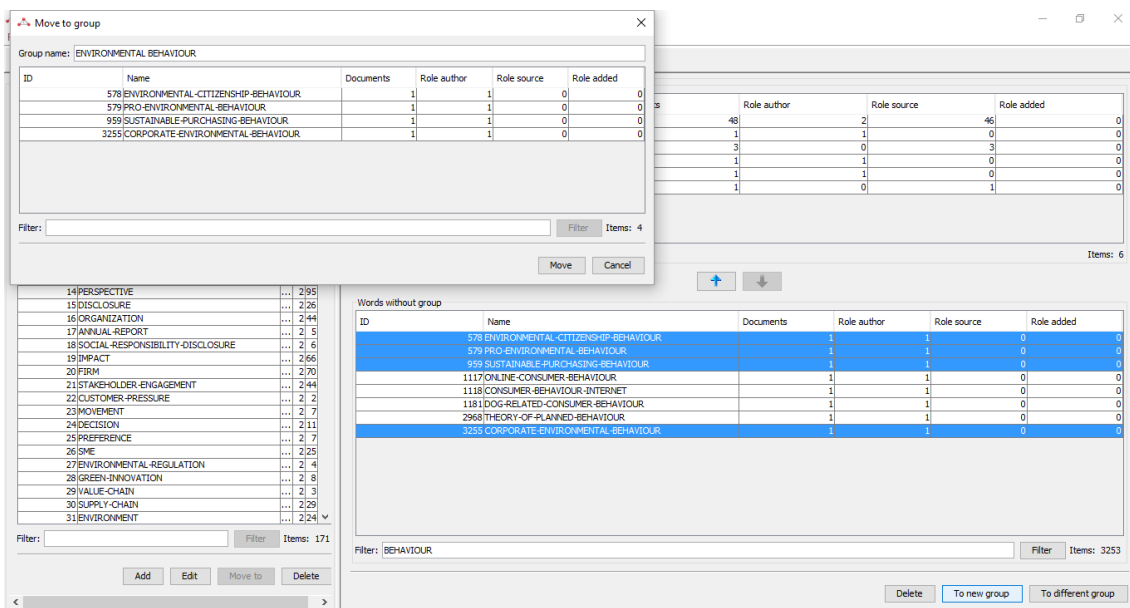 Move to group
Group name: ENVIRONMENTAL BEHAVIOUR
ID Name Documents Role author Role source Role added
578 ENVIRONMENTAL-CITIZENSHIP-BEHAVIOUR 1 1 0 0
579 PRO-ENVIRONMENTAL-BEHAVIOUR 1 1 0 0
959 SUSTAINABLE-PURCHASING-BEHAVIOUR 1 1 0 0
3255 CORPORATE-ENVIRONMENTAL-BEHAVIOUR 1 1 0 0
Filter: Filter Items: 4
Move Cancel
Role author Role source Role added
48 2 46 0
1 1 0 0
3 0 3 0
1 1 0 0
1 1 0 0
1 0 1 0
Items: 6
14 PERSPECTIVE ... 2 95
15 DISCLOSURE ... 2 26
16 ORGANIZATION ... 2 44
17 ANNUAL-REPORT ... 2 5
18 SOCIAL-RESPONSIBILITY-DISCLOSURE ... 2 6
19 IMPACT ... 2 66
20 FIRM ... 2 70
21 STAKEHOLDER-ENGAGEMENT ... 2 44
22 CUSTOMER-PRESSURE ... 2 2
23 MOVEMENT ... 2 7
24 DECISION ... 2 11
25 PREFERENCE ... 2 7
26 SME ... 2 25
27 ENVIRONMENTAL-REGULATION ... 2 4
28 GREEN-INNOVATION ... 2 8
29 VALUE-CHAIN ... 2 3
30 SUPPLY-CHAIN ... 2 29
31 ENVIRONMENT ... 2 24
Filter: Filter Items: 171
Add Edit Move to Delete
Words without group
ID Name Documents Role author Role source Role added
578 ENVIRONMENTAL-CITIZENSHIP-BEHAVIOUR 1 1 0 0
579 PRO-ENVIRONMENTAL-BEHAVIOUR 1 1 0 0
959 SUSTAINABLE-PURCHASING-BEHAVIOUR 1 1 0 0
1117 ONLINE-CONSUMER-BEHAVIOUR 1 1 0 0
1118 CONSUMER-BEHAVIOUR-INTERNET 1 1 0 0
1181 DOG-RELATED-CONSUMER-BEHAVIOUR 1 1 0 0
2968 THEORY-OF-PLANNED-BEHAVIOUR 1 1 0 0
3255 CORPORATE-ENVIRONMENTAL-BEHAVIOUR 1 1 0 0
Filter: BEHAVIOUR Filter Items: 3253
Delete To new group To different group